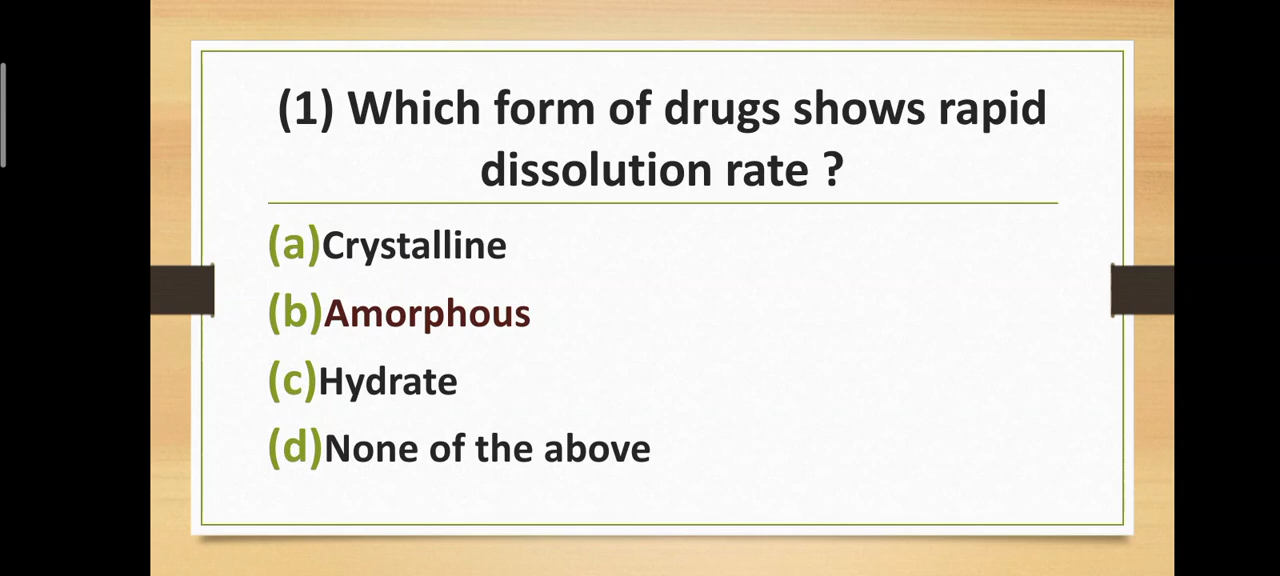 (1) Which form of drugs shows rapid
dissolution rate ?
(a)Crystalline
(b)Amorphous
(c)Hydrate
(d)None of the above